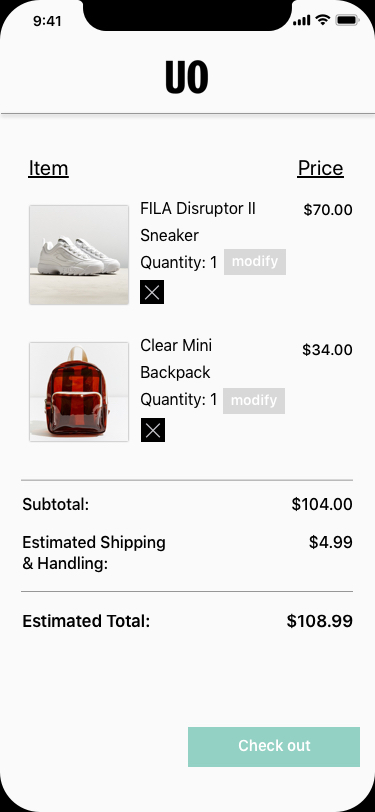 9:41
UO
Item
Price
FILA Disruptor II
Sneaker
$70.00
Quantity: 1
modify
Clear Mini
Backpack
$34.00
Quantity: 1
modify
Subtotal:
$104.00
Estimated Shipping
& Handling:
$4.99
Estimated Total:
$108.99
Check out